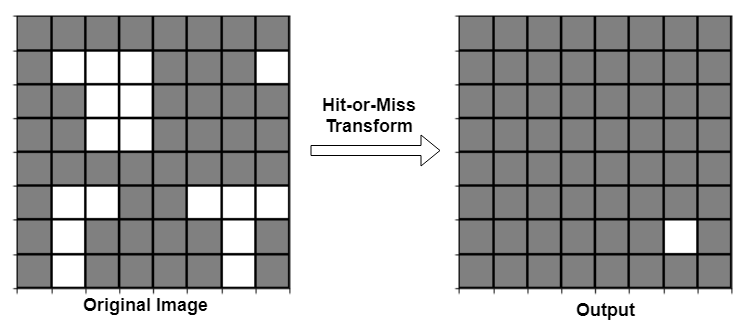 Hit-or-Miss
Transform
Original Image
Output